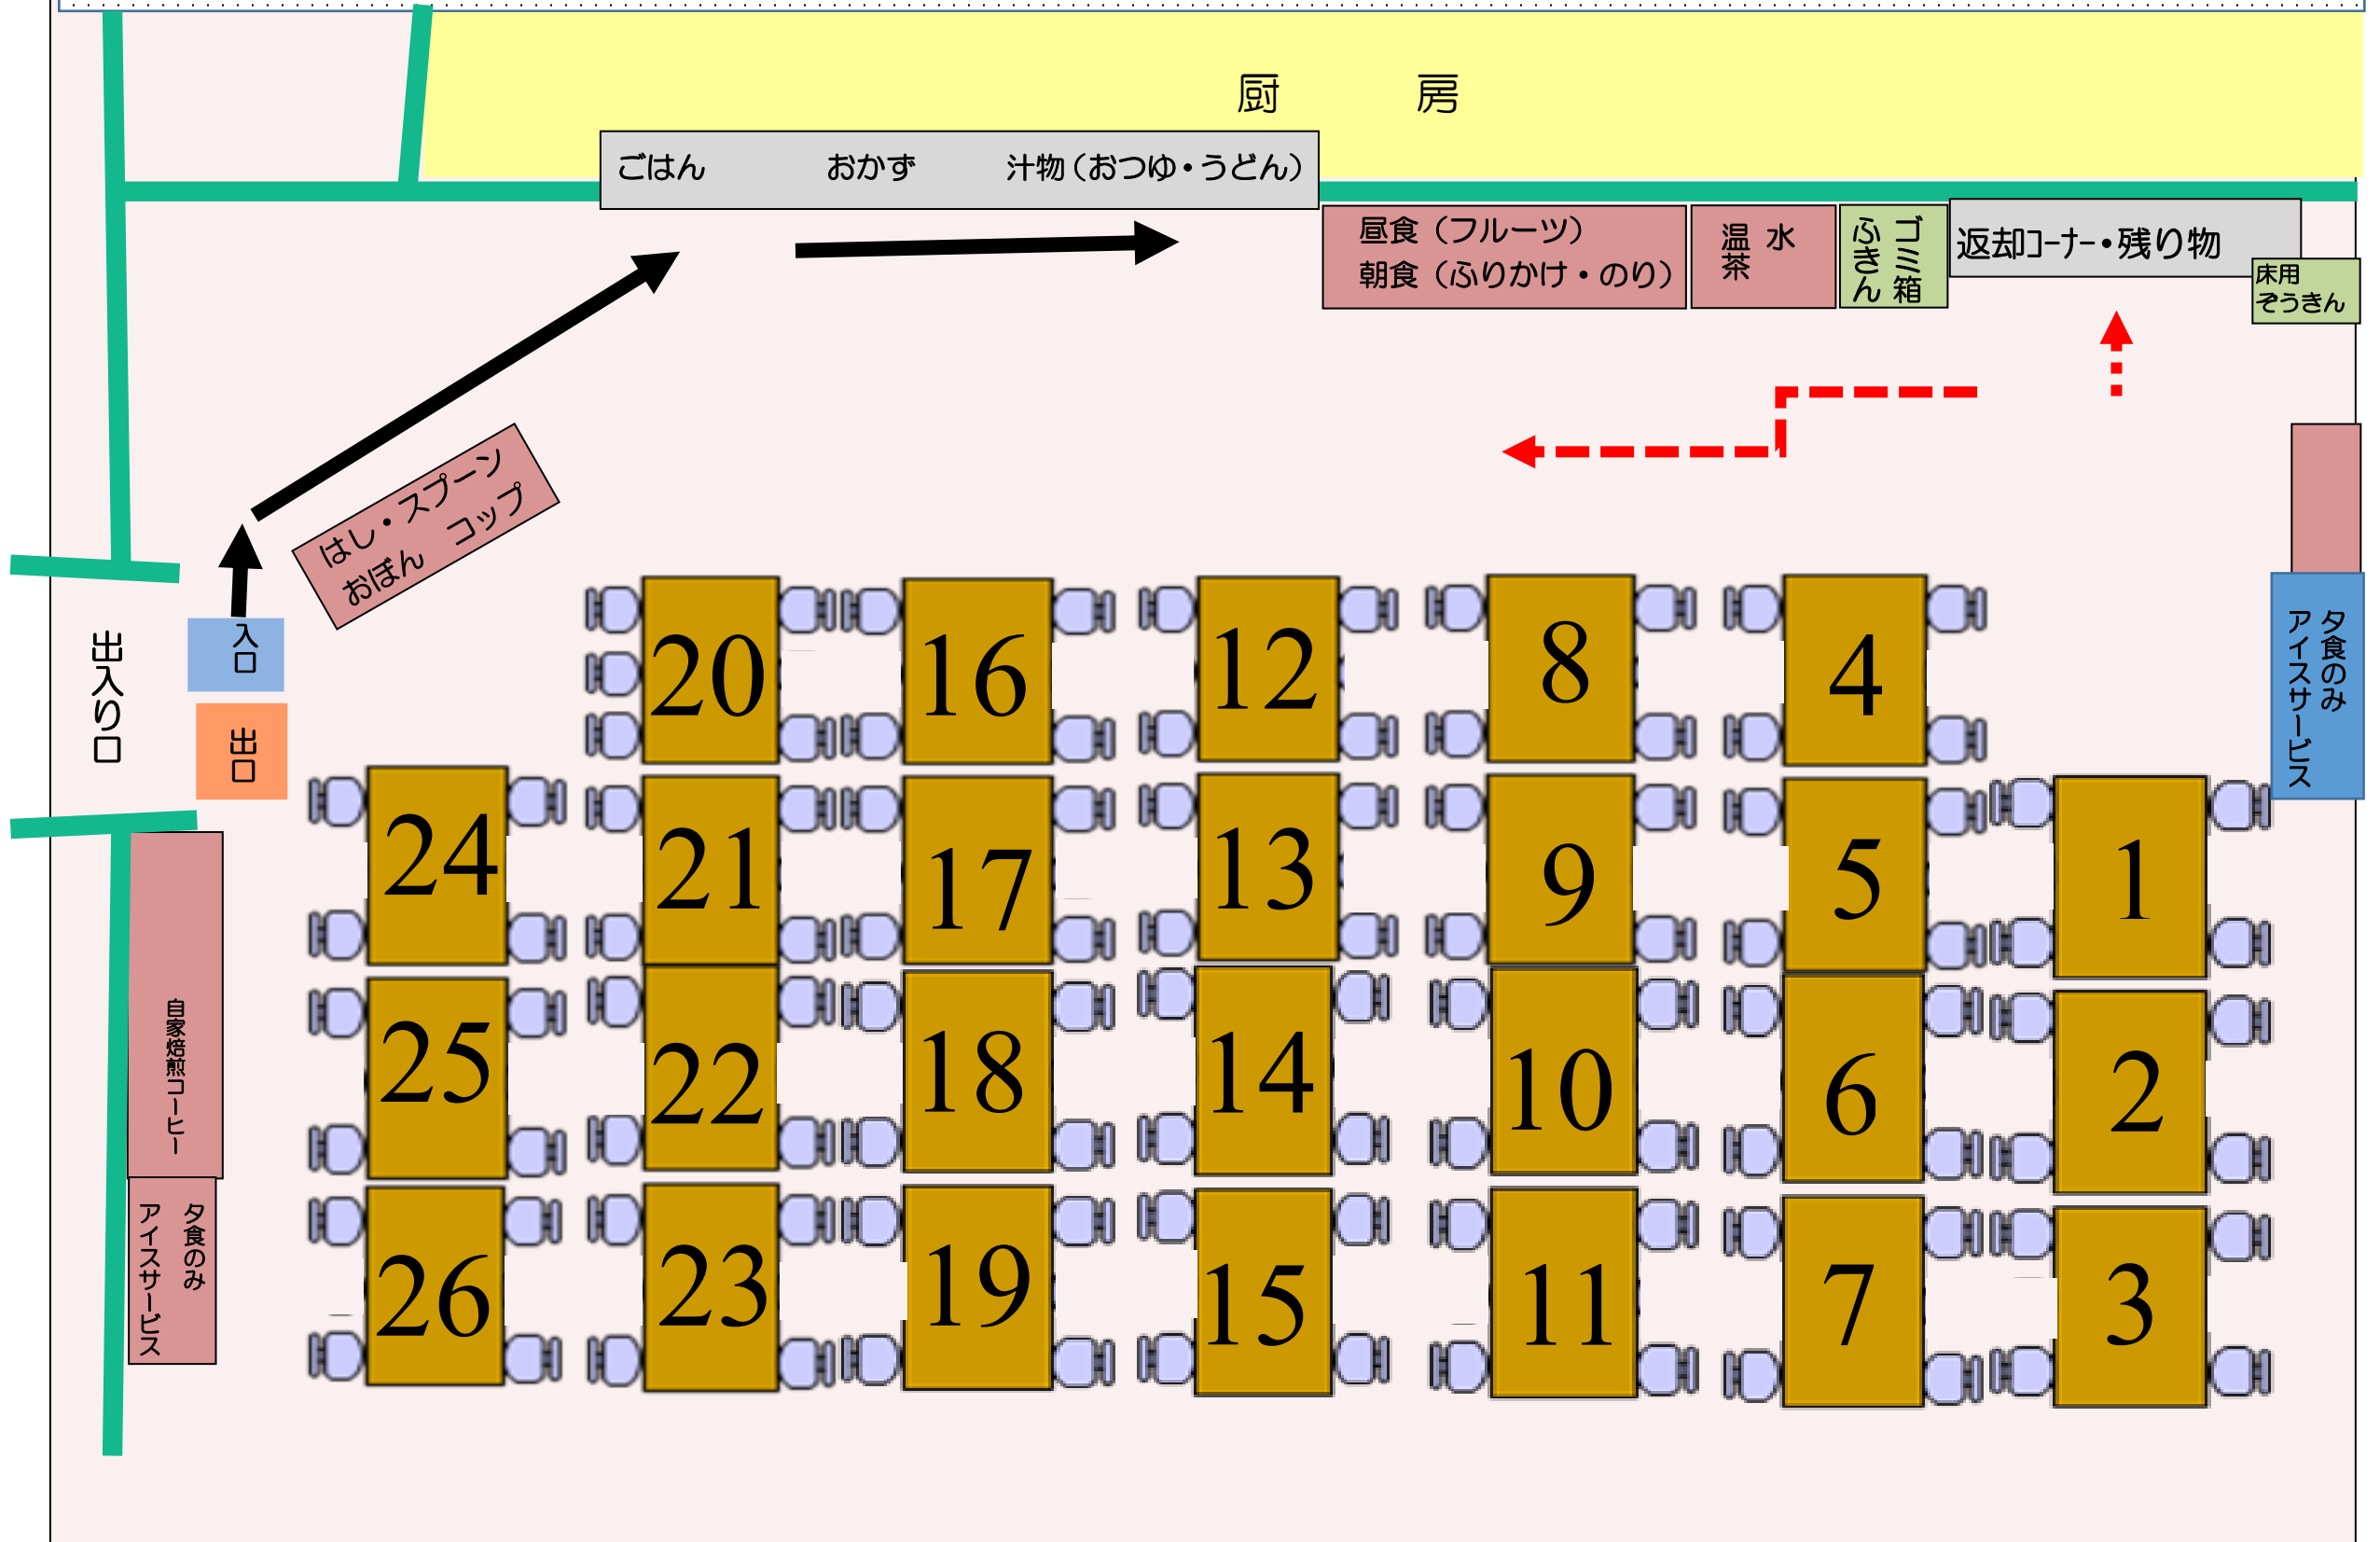 厨　房
ごはん　おかず　汁物（おつゆ・うどん）
昼食（フルーツ）
朝食（ふりかけ・のり）
水
温茶
ゴミ箱
ふきん
返却コーナー・残り物
床用
ぞうきん
はし・スプーン
おぼん　コップ
出入り口
入口
出口
夕食のみ
アイスサービス
自家焙煎コーヒー
夕食のみ
アイスサービス
20
16
12
8
4
24
21
17
13
9
5
1
25
22
18
14
10
6
2
26
23
19
15
11
7
3